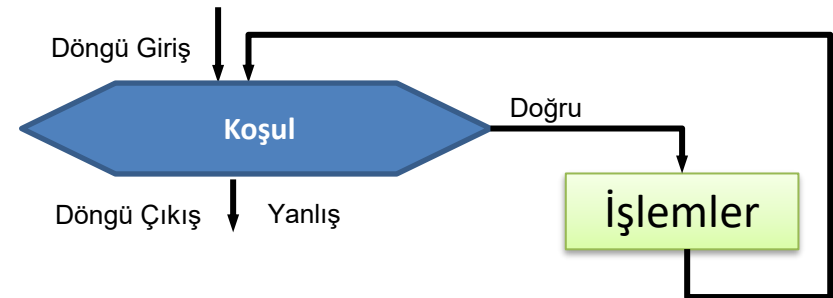 Döngü Giriş
Koşul
Doğru
Döngü Çıkış
Yanlış
İşlemler